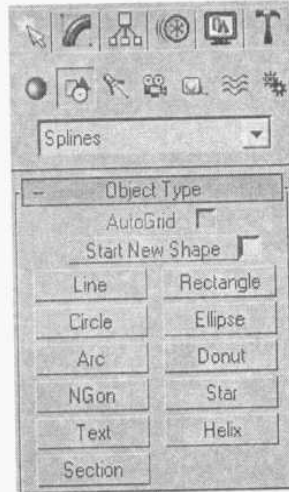 Splines
- Object Type
AutoGrid
Start New Shape
Line Rectangle
Circle Ellipse
Arc Donut
NGon Star
Text Helix
Section